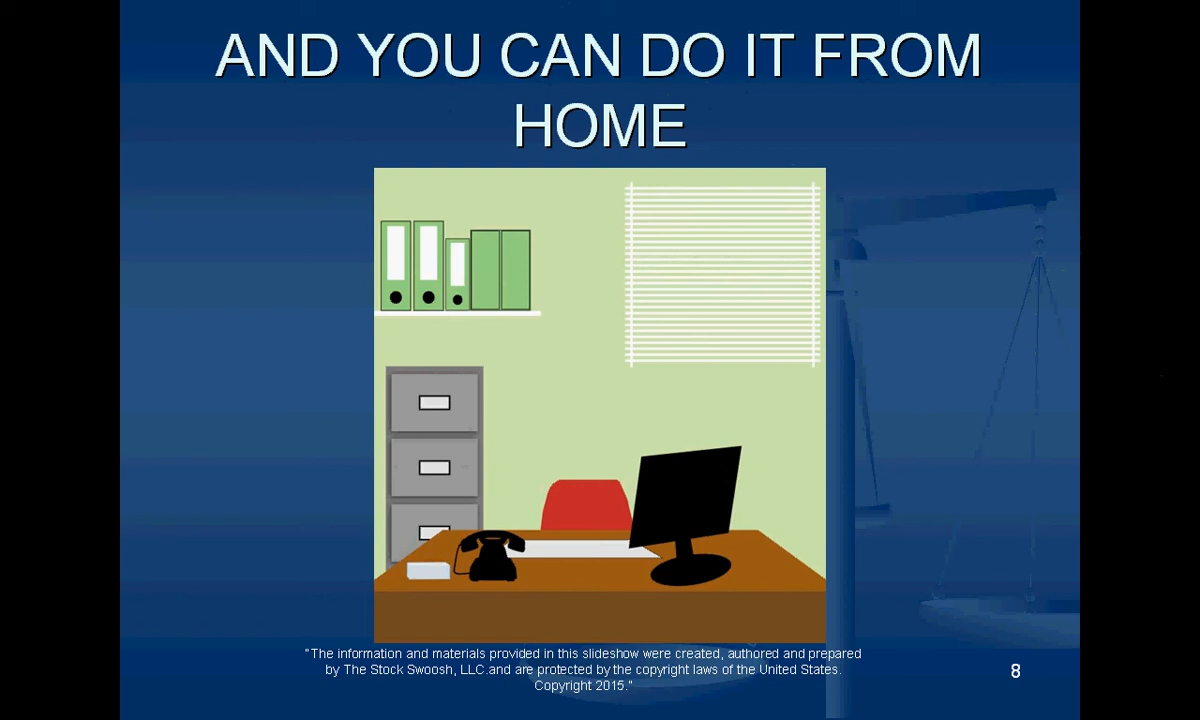 AND YOU CAN DO IT FROM
HOME
"The information and materials provided in this slideshow were created, authored and prepared
by The Stock Swoosh, LLC.and are protected by the copyright laws of the United States.
Copyright 2015."
8